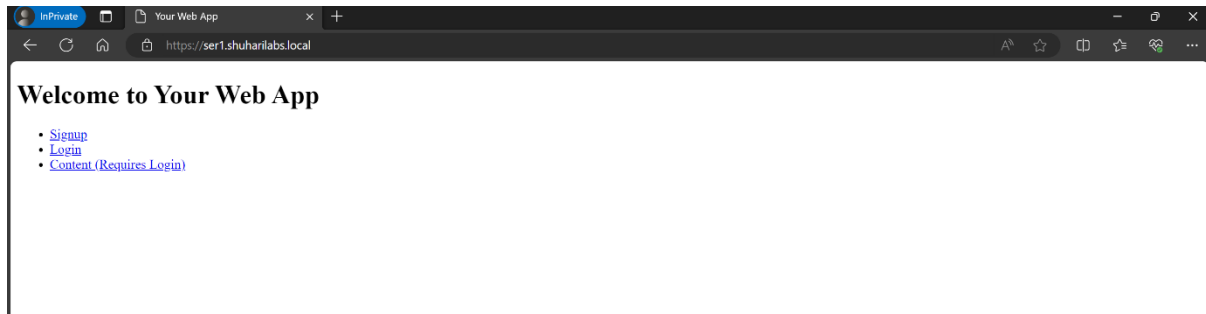 InPrivate
Your Web App
https://ser1.shuharilabs.local
Welcome to Your Web App
Signup
Login
Content (Requires Login)